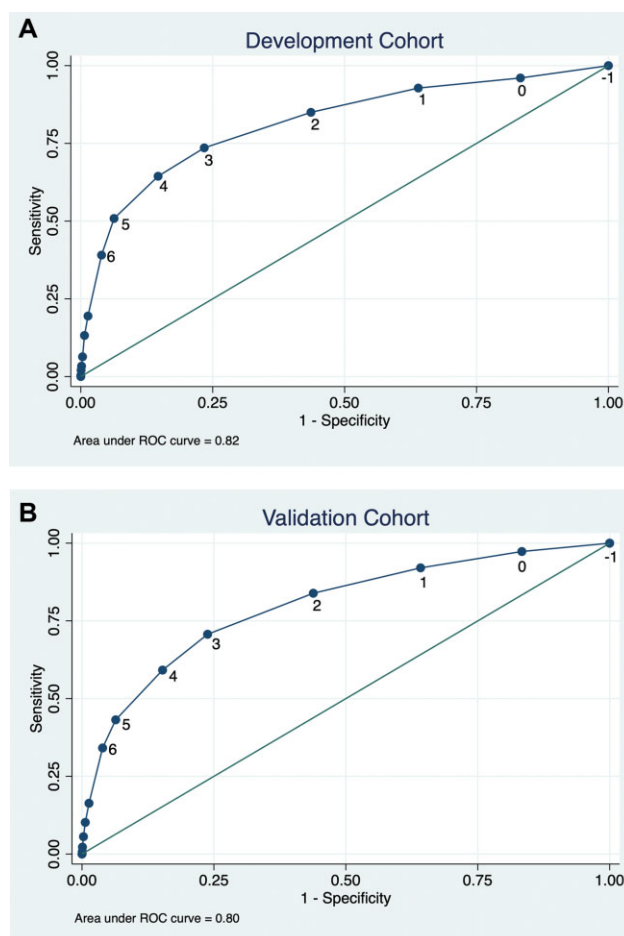 A
Development Cohort
1.00
0.75
0.50
0.25
0.00
Sensitivity
-1
0
1
2
3
4
5
6
0.00 0.25 0.50 0.75 1.00
1 - Specificity
Area under ROC curve = 0.82
B
Validation Cohort
1.00
0.75
0.50
0.25
0.00
Sensitivity
-1
0
1
2
3
4
5
6
0.00 0.25 0.50 0.75 1.00
1 - Specificity
Area under ROC curve = 0.80